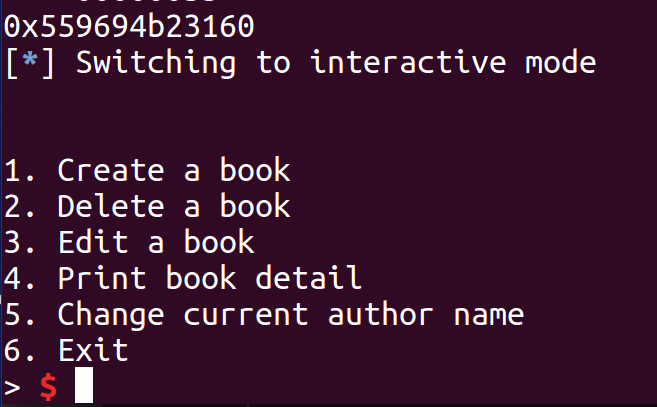 0x559694b23160
[*] Switching to interactive mode
1. Create a book
2. Delete a book
3. Edit a book
4. Print book detail
5. Change current author name
6. Exit
> $